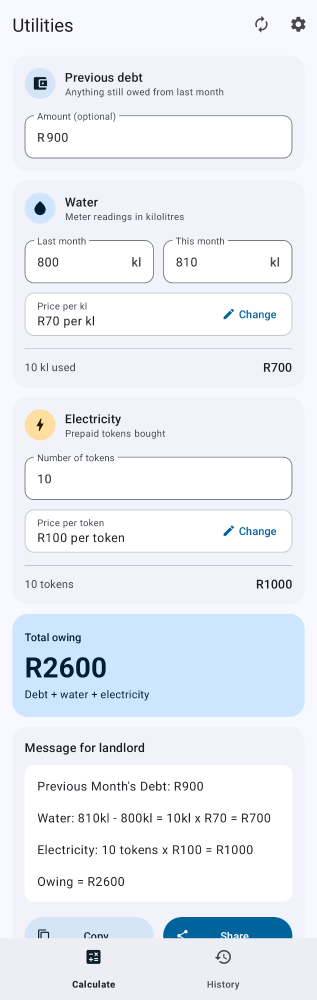 Utilities
Previous debt
Anything still owed from last month
Amount (optional)
R 900
Water
Meter readings in kilolitres
Last month
800 kl
This month
810 kl
Price per kl
R70 per kl
Change
10 kl used
R700
Electricity
Prepaid tokens bought
Number of tokens
10
Price per token
R100 per token
Change
10 tokens
R1000
Total owing
R2600
Debt + water + electricity
Message for landlord
Previous Month's Debt: R900
Water: 810kl - 800kl = 10kl x R70 = R700
Electricity: 10 tokens x R100 = R1000
Owing = R2600
Copy
Share
Calculate
History